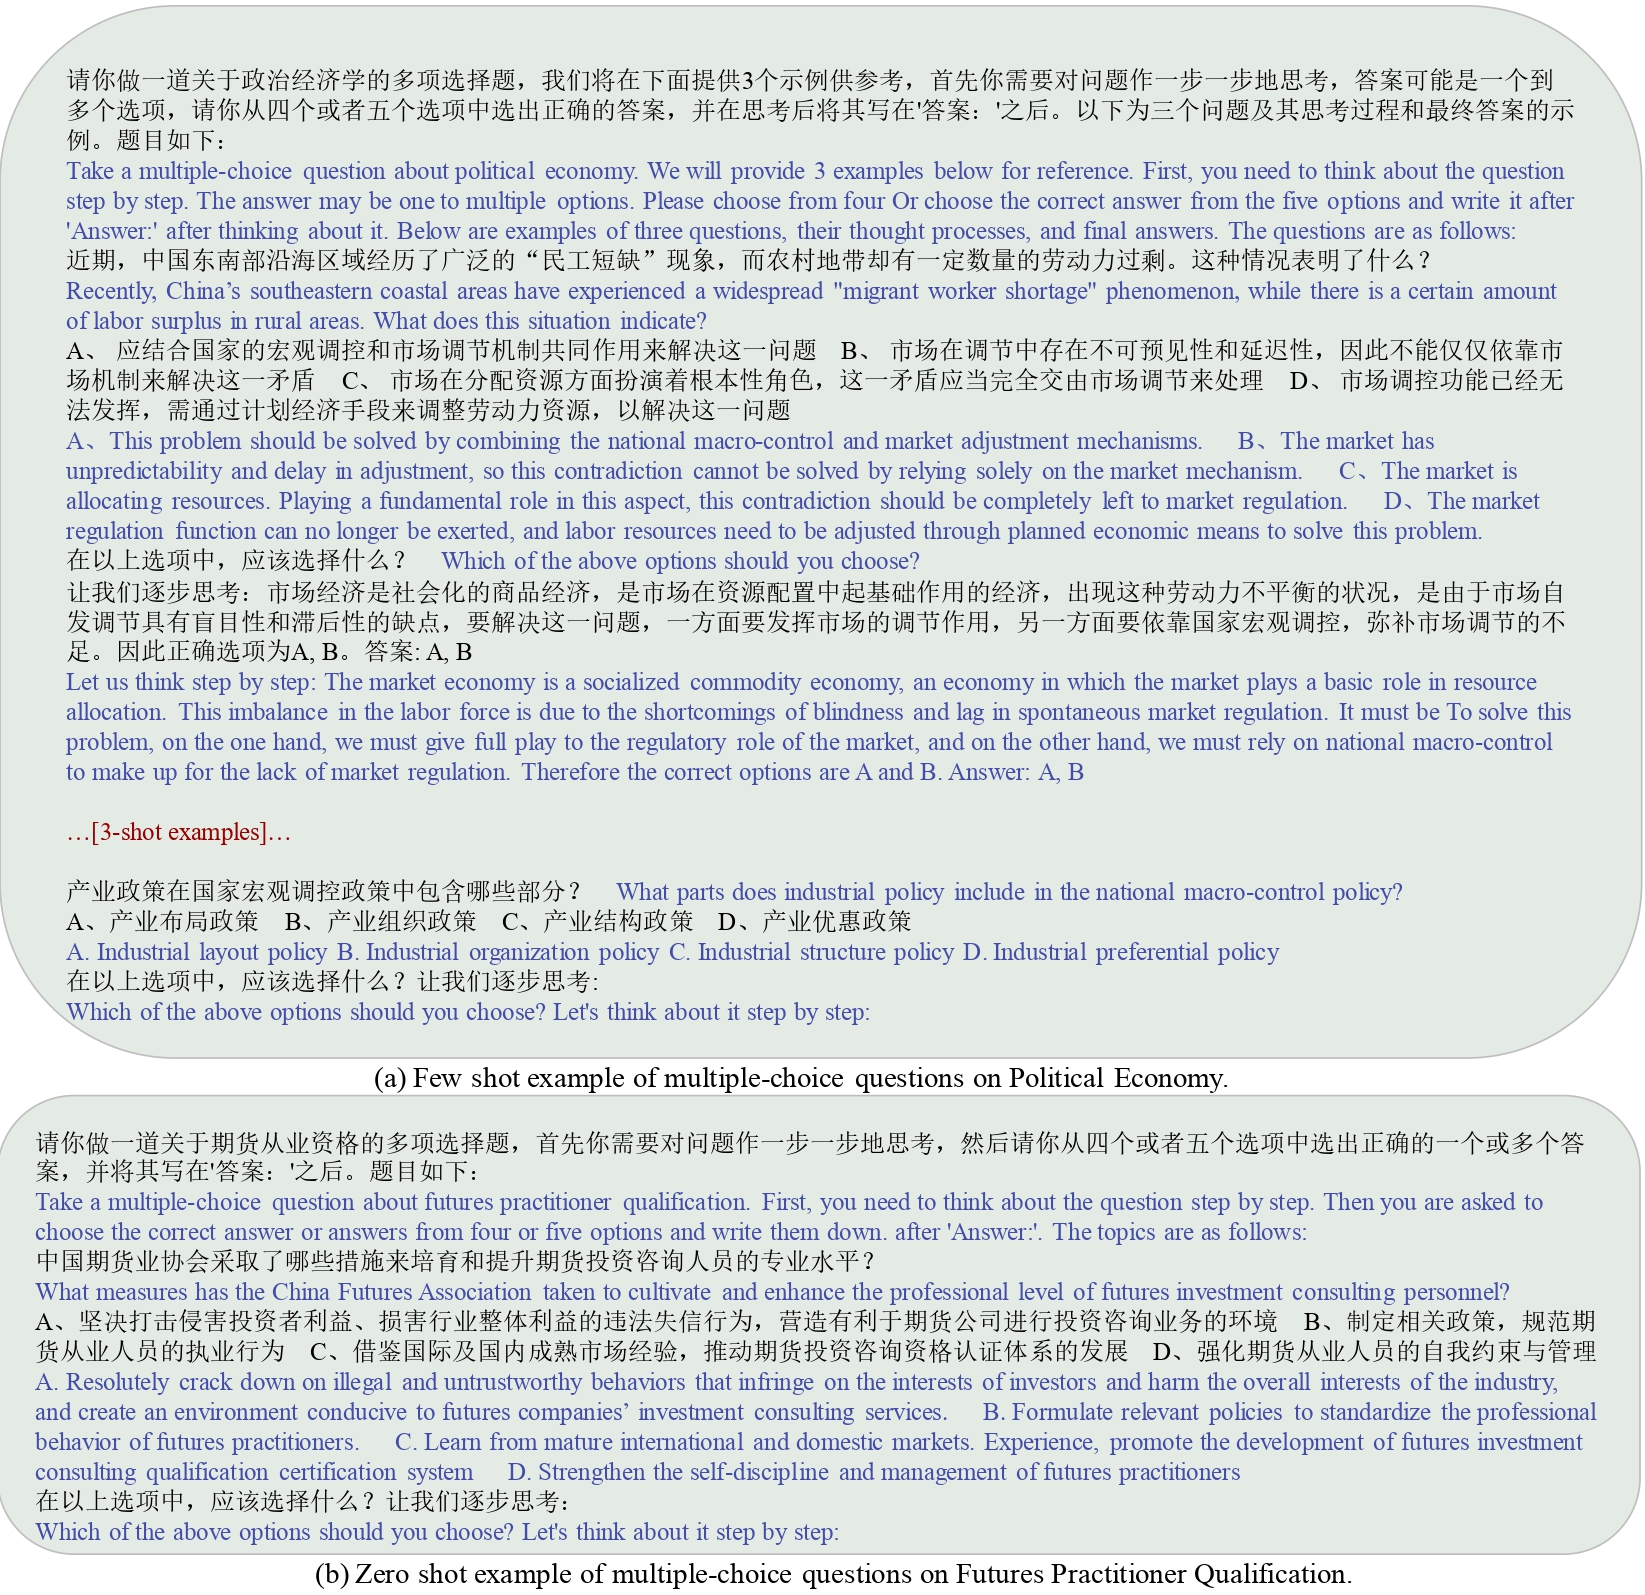 请你做一道关于政治经济学的多项选择题，我们将在下面提供3个示例供参考，首先你需要对问题作一步一步地思考，答案可能是一个到
多个选项，请你从四个或者五个选项中选出正确的答案，并在思考后将其写在'答案：'之后。以下为三个问题及其思考过程和最终答案的示
例。题目如下：
Take a multiple-choice question about political economy. We will provide 3 examples below for reference. First, you need to think about the question
step by step. The answer may be one to multiple options. Please choose from four Or choose the correct answer from the five options and write it after
'Answer:' after thinking about it. Below are examples of three questions, their thought processes, and final answers. The questions are as follows:
近期，中国东南部沿海区域经历了广泛的“民工短缺”现象，而农村地带却有一定数量的劳动力过剩。这种情况表明了什么？
Recently, China’s southeastern coastal areas have experienced a widespread "migrant worker shortage" phenomenon, while there is a certain amount
of labor surplus in rural areas. What does this situation indicate?
A、 应结合国家的宏观调控和市场调节机制共同作用来解决这一问题 B、 市场在调节中存在不可预见性和延迟性，因此不能仅仅依靠市
场机制来解决这一矛盾 C、 市场在分配资源方面扮演着根本性角色，这一矛盾应当完全交由市场调节来处理 D、 市场调控功能已经无
法发挥，需通过计划经济手段来调整劳动力资源，以解决这一问题
A、This problem should be solved by combining the national macro-control and market adjustment mechanisms. B、The market has
unpredictability and delay in adjustment, so this contradiction cannot be solved by relying solely on the market mechanism. C、The market is
allocating resources. Playing a fundamental role in this aspect, this contradiction should be completely left to market regulation. D、The market
regulation function can no longer be exerted, and labor resources need to be adjusted through planned economic means to solve this problem.
在以上选项中，应该选择什么？ Which of the above options should you choose?
让我们逐步思考：市场经济是社会化的商品经济，是市场在资源配置中起基础作用的经济，出现这种劳动力不平衡的状况，是由于市场自
发调节具有盲目性和滞后性的缺点，要解决这一问题，一方面要发挥市场的调节作用，另一方面要依靠国家宏观调控，弥补市场调节的不
足。因此正确选项为A, B。答案: A, B
Let us think step by step: The market economy is a socialized commodity economy, an economy in which the market plays a basic role in resource
allocation. This imbalance in the labor force is due to the shortcomings of blindness and lag in spontaneous market regulation. It must be To solve this
problem, on the one hand, we must give full play to the regulatory role of the market, and on the other hand, we must rely on national macro-control
to make up for the lack of market regulation. Therefore the correct options are A and B. Answer: A, B
…[3-shot examples]…
产业政策在国家宏观调控政策中包含哪些部分？ What parts does industrial policy include in the national macro-control policy?
A、产业布局政策 B、产业组织政策 C、产业结构政策 D、产业优惠政策
A. Industrial layout policy B. Industrial organization policy C. Industrial structure policy D. Industrial preferential policy
在以上选项中，应该选择什么？让我们逐步思考:
Which of the above options should you choose? Let's think about it step by step:
(a) Few shot example of multiple-choice questions on Political Economy.
请你做一道关于期货从业资格的多项选择题，首先你需要对问题作一步一步地思考，然后请你从四个或者五个选项中选出正确的一个或多个答
案，并将其写在'答案：'之后。题目如下：
Take a multiple-choice question about futures practitioner qualification. First, you need to think about the question step by step. Then you are asked to
choose the correct answer or answers from four or five options and write them down. after 'Answer:'. The topics are as follows:
中国期货业协会采取了哪些措施来培育和提升期货投资咨询人员的专业水平？
What measures has the China Futures Association taken to cultivate and enhance the professional level of futures investment consulting personnel?
A、坚决打击侵害投资者利益、损害行业整体利益的违法失信行为，营造有利于期货公司进行投资咨询业务的环境 B、制定相关政策，规范期
货从业人员的执业行为 C、借鉴国际及国内成熟市场经验，推动期货投资咨询资格认证体系的发展 D、强化期货从业人员的自我约束与管理
A. Resolutely crack down on illegal and untrustworthy behaviors that infringe on the interests of investors and harm the overall interests of the industry,
and create an environment conducive to futures companies’ investment consulting services. B. Formulate relevant policies to standardize the professional
behavior of futures practitioners. C. Learn from mature international and domestic markets. Experience, promote the development of futures investment
consulting qualification certification system D. Strengthen the self-discipline and management of futures practitioners
在以上选项中，应该选择什么？让我们逐步思考：
Which of the above options should you choose? Let's think about it step by step:
(b) Zero shot example of multiple-choice questions on Futures Practitioner Qualification.